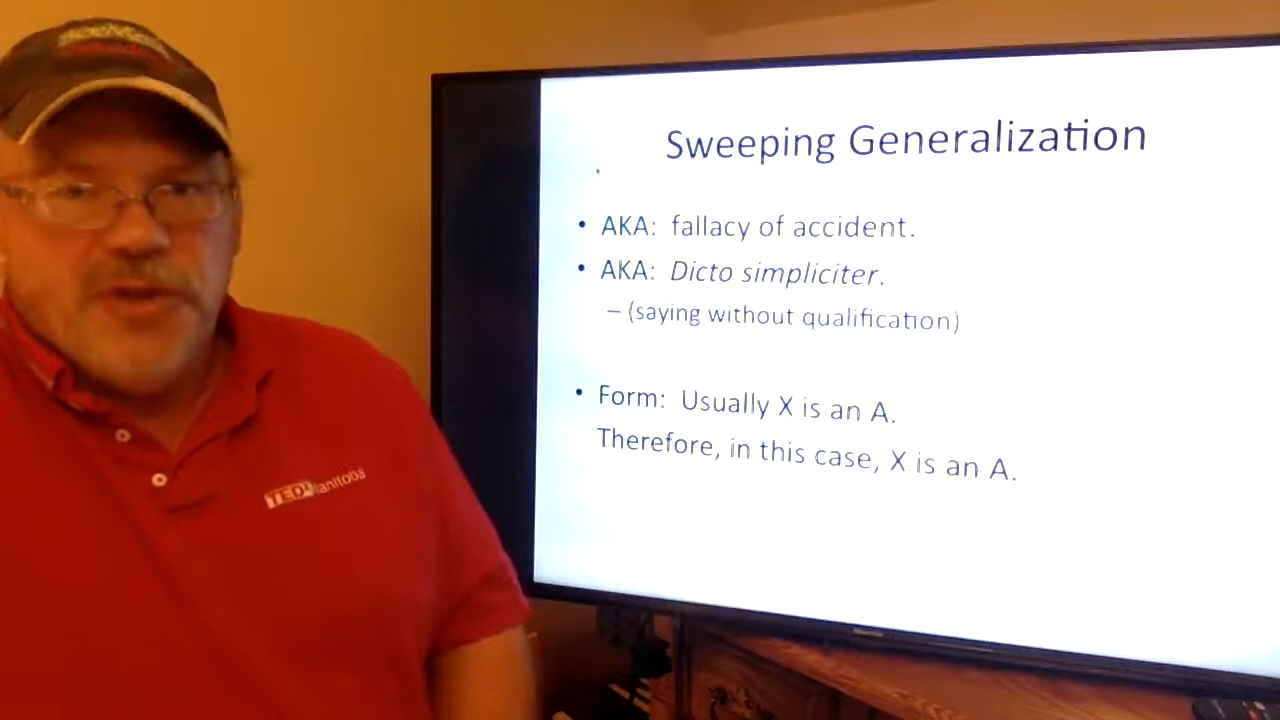 Sweeping Generalization
• AKA: fallacy of accident.
• AKA: Dicto simpliciter.
– (saying without qualification)
• Form: Usually X is an A.
Therefore, in this case, X is an A.
TEDxManitoba